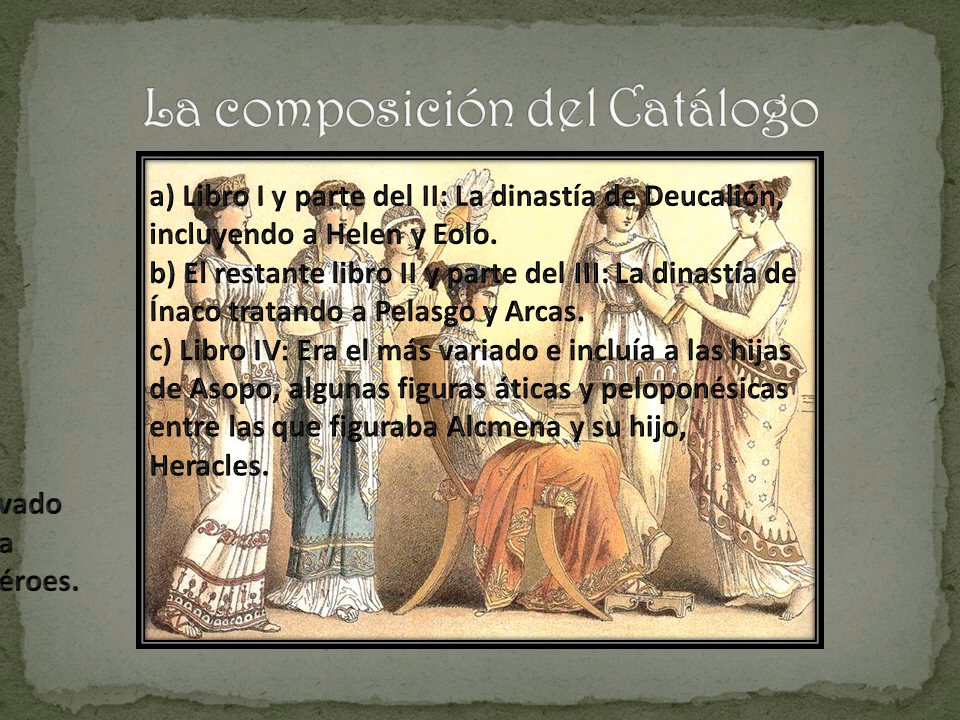 La composición del Catálogo
a) Libro I y parte del II: La dinastía de Deucalión,
incluyendo a Helen y Eolo.
b) El restante libro II y parte del III: La dinastía de
Ínaco tratando a Pelasgo y Arcas.
c) Libro IV: Era el más variado e incluía a las hijas
de Asopo, algunas figuras áticas y peloponésicas
entre las que figuraba Alcmena y su hijo,
Heracles.
vado
a
éroes.